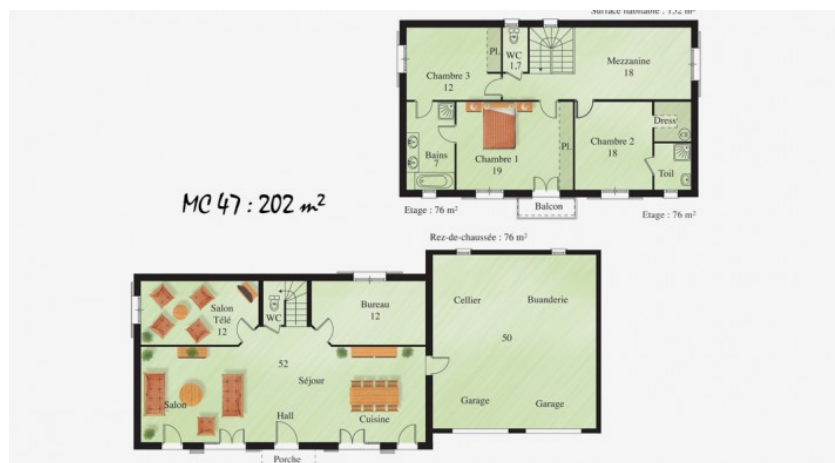 Surface habitable : 152 m²
Pl.
WC
1,7
Mezzanine
18
Chambre 3
12
Dress
Bains
7
Chambre 1
19
Pl.
Chambre 2
18
Toil
Etage : 76 m²
Balcon
Etage : 76 m²
MC 47 : 202 m²
Rez-de-chaussée : 76 m²
Salon
Télé
12
WC
Bureau
12
Cellier
Buanderie
50
52
Séjour
Salon
Hall
Cuisine
Garage
Garage
Porche